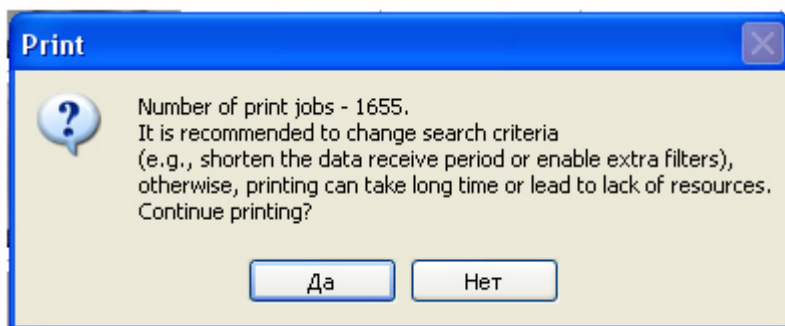 Print
Number of print jobs - 1655.
It is recommended to change search criteria
(e.g., shorten the data receive period or enable extra filters),
otherwise, printing can take long time or lead to lack of resources.
Continue printing?
Да
Нет